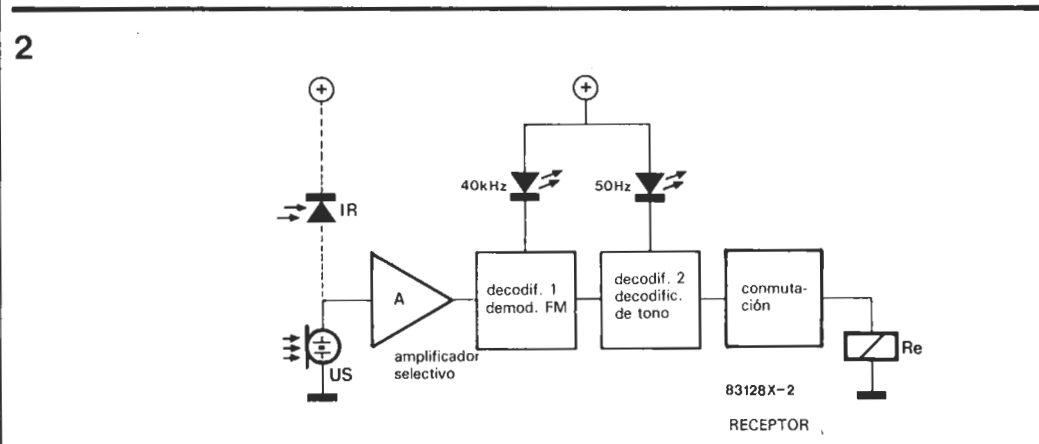 2
+
+
40kHz
50Hz
IR
A
decodif. 1
demod. FM
decodif. 2
decodific.
de tono
conmuta-
ción
amplificador
selectivo
US
Re
83128X-2
RECEPTOR